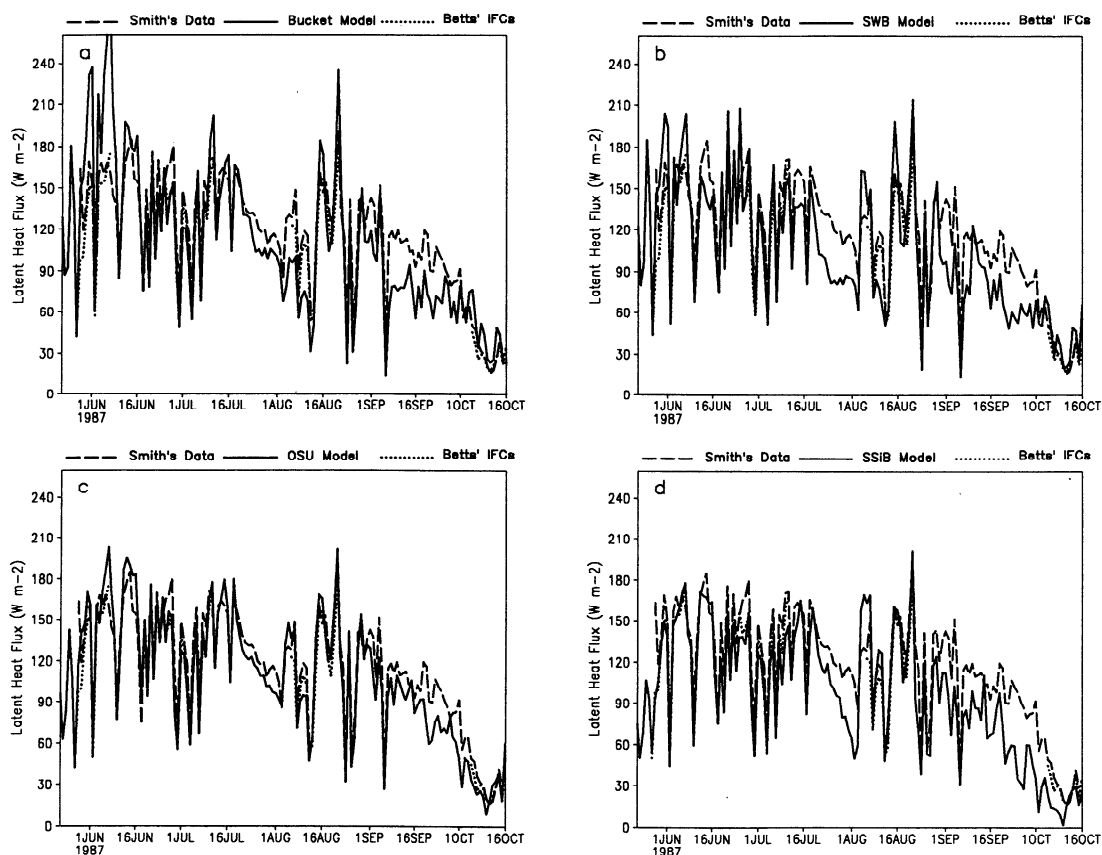 Smith's Data Bucket Model Betts' IFCs
a
Latent Heat Flux (W m-2)
240
210
180
150
120
90
60
30
0
1JUN 16JUN 1JUL 16JUL 1AUG 16AUG 1SEP 16SEP 1OCT 16OCT
1987
Smith's Data SWB Model Betts' IFCs
b
Latent Heat Flux (W m-2)
240
210
180
150
120
90
60
30
0
1JUN 16JUN 1JUL 16JUL 1AUG 16AUG 1SEP 16SEP 1OCT 16OCT
1987
Smith's Data OSU Model Betts' IFCs
c
Latent Heat Flux (W m-2)
240
210
180
150
120
90
60
30
0
1JUN 16JUN 1JUL 16JUL 1AUG 16AUG 1SEP 16SEP 1OCT 16OCT
1987
Smith's Data SSiB Model Betts' IFCs
d
Latent Heat Flux (W m-2)
240
210
180
150
120
90
60
30
0
1JUN 16JUN 1JUL 16JUL 1AUG 16AUG 1SEP 16SEP 1OCT 16OCT
1987